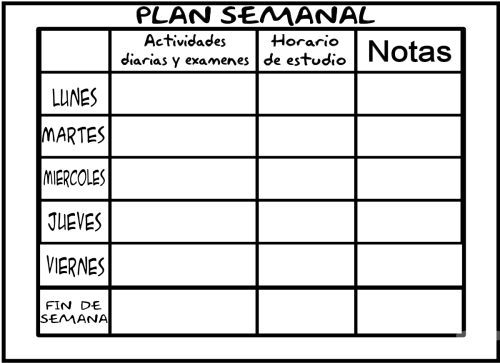 PLAN SEMANAL
Actividades
diarias y examenes
Horario
de estudio
Notas
LUNES
MARTES
MIERCOLES
JUEVES
VIERNES
FIN DE
SEMANA